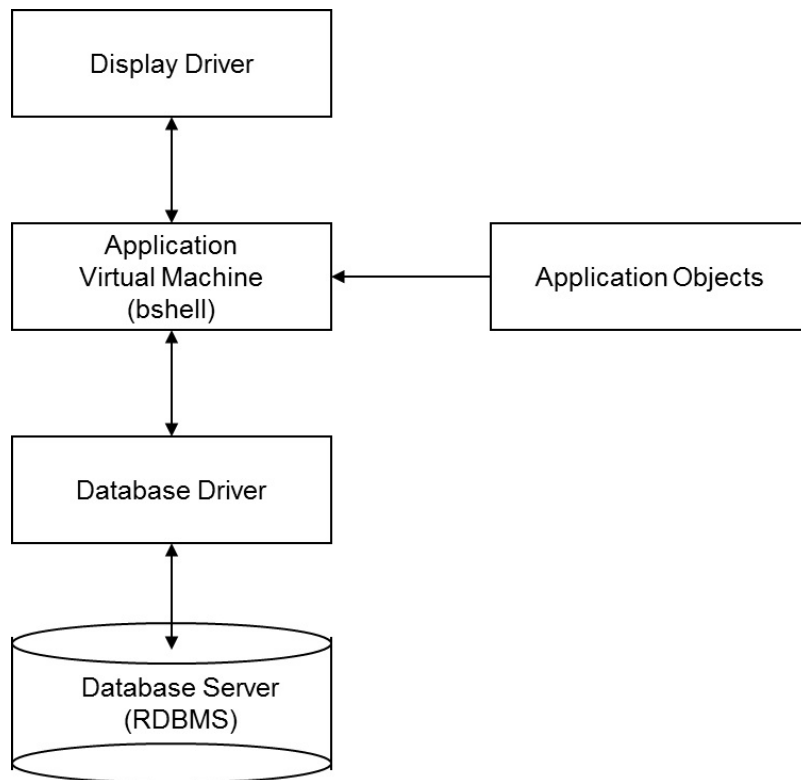 Display Driver
Application
Virtual Machine
(bshell)
Application Objects
Database Driver
Database Server
(RDBMS)